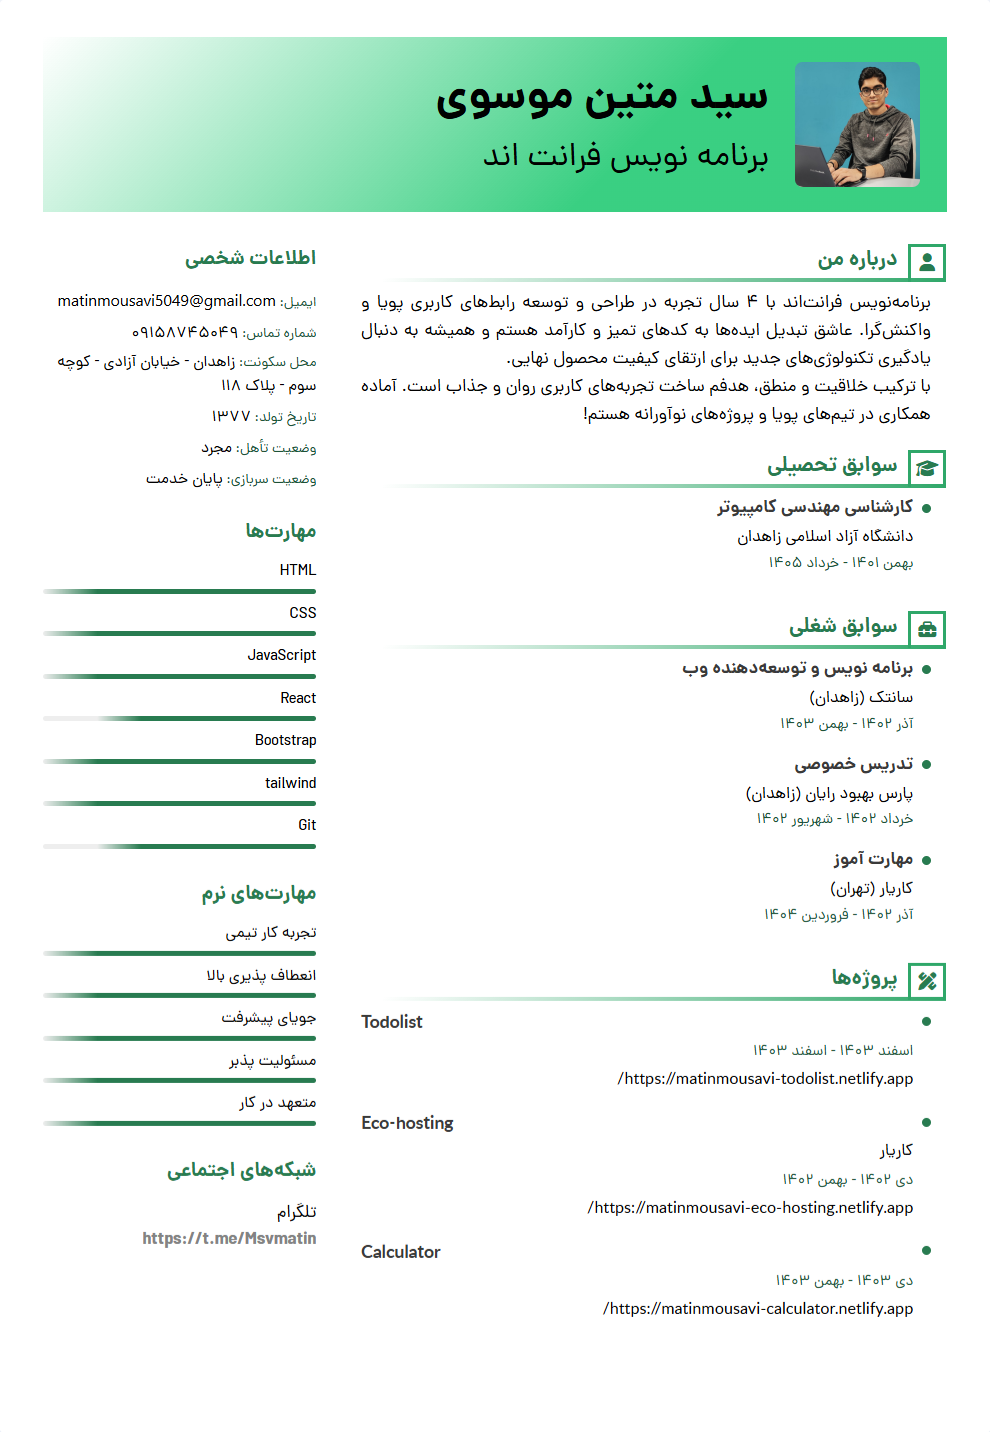 سید متین موسوی
برنامه نویس فرانت اند
درباره من
برنامه‌نویس فرانت‌اند با ۴ سال تجربه در طراحی و توسعه رابط‌های کاربری پویا و
واکنش‌گرا. عاشق تبدیل ایده‌ها به کدهای تمیز و کارآمد هستم و همیشه به دنبال
یادگیری تکنولوژی‌های جدید برای ارتقای کیفیت محصول نهایی.
با ترکیب خلاقیت و منطق، هدفم ساخت تجربه‌های کاربری روان و جذاب است. آماده
همکاری در تیم‌های پویا و پروژه‌های نوآورانه هستم!
سوابق تحصیلی
کارشناسی مهندسی کامپیوتر
دانشگاه آزاد اسلامی زاهدان
بهمن ۱۴۰۱ - خرداد ۱۴۰۵
سوابق شغلی
برنامه نویس و توسعه‌دهنده وب
سانتک (زاهدان)
آذر ۱۴۰۲ - بهمن ۱۴۰۳
تدریس خصوصی
پارس بهبود رایان (زاهدان)
خرداد ۱۴۰۲ - شهریور ۱۴۰۲
مهارت آموز
کاریار (تهران)
آذر ۱۴۰۲ - فروردین ۱۴۰۴
پروژه‌ها
Todolist
اسفند ۱۴۰۳ - اسفند ۱۴۰۳
https://matinmousavi-todolist.netlify.app/
Eco-hosting
کاریار
دی ۱۴۰۲ - بهمن ۱۴۰۲
https://matinmousavi-eco-hosting.netlify.app/
Calculator
دی ۱۴۰۳ - بهمن ۱۴۰۳
https://matinmousavi-calculator.netlify.app/
اطلاعات شخصی
ایمیل: matinmousavi5049@gmail.com
شماره تماس: ۰۹۱۵۸۷۴۵۰۴۹
محل سکونت: زاهدان - خیابان آزادی - کوچه
سوم - پلاک ۱۱۸
تاریخ تولد: ۱۳۷۷
وضعیت تأهل: مجرد
وضعیت سربازی: پایان خدمت
مهارت‌ها
HTML
CSS
JavaScript
React
Bootstrap
tailwind
Git
مهارت‌های نرم
تجربه کار تیمی
انعطاف پذیری بالا
جویای پیشرفت
مسئولیت پذبر
متعهد در کار
شبکه‌های اجتماعی
تلگرام
https://t.me/Msvmatin